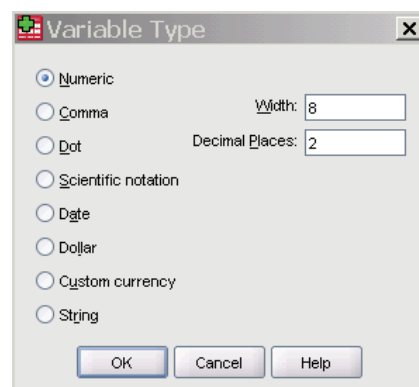 Variable Type
Numeric
Comma
Width: 8
Dot
Decimal Places: 2
Scientific notation
Date
Dollar
Custom currency
String
OK Cancel Help